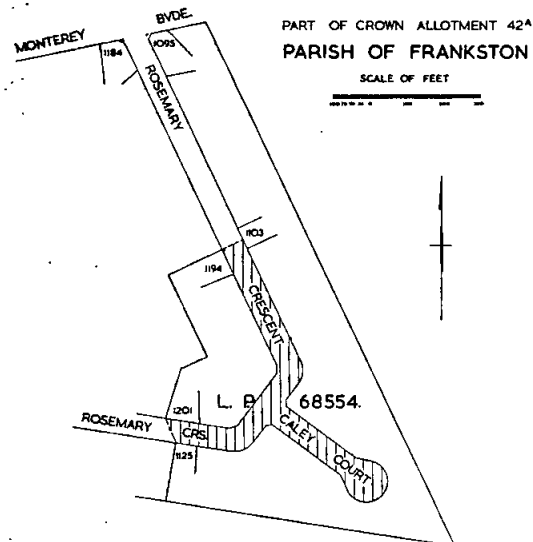 PART OF CROWN ALLOTMENT 42A
PARISH OF FRANKSTON
SCALE OF FEET
MONTEREY BVDE.
1184
1095
ROSEMARY
1103
1194
CRESCENT
L. P. 68554.
1201
ROSEMARY CRS.
1125
CALEY COURT